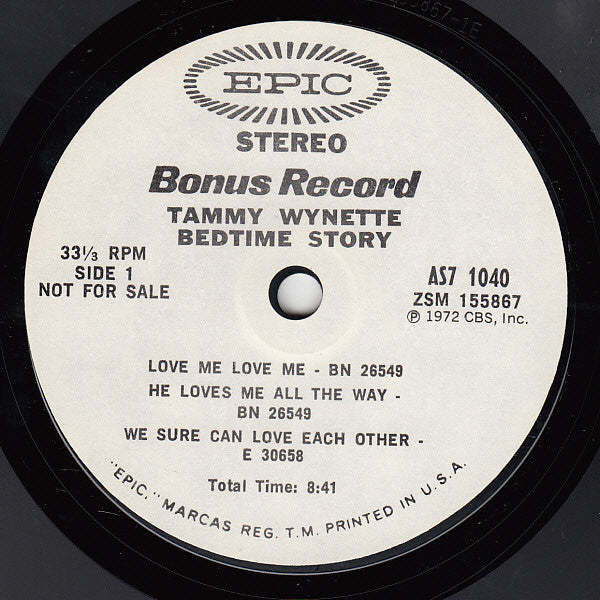 EPIC
STEREO
Bonus Record
TAMMY WYNETTE
BEDTIME STORY
33⅓ RPM
SIDE 1
NOT FOR SALE
AS7 1040
ZSM 155867
℗ 1972 CBS, Inc.
LOVE ME LOVE ME - BN 26549
HE LOVES ME ALL THE WAY -
BN 26549
WE SURE CAN LOVE EACH OTHER -
E 30658
Total Time: 8:41
"EPIC," MARCAS REG. T.M. PRINTED IN U.S.A.